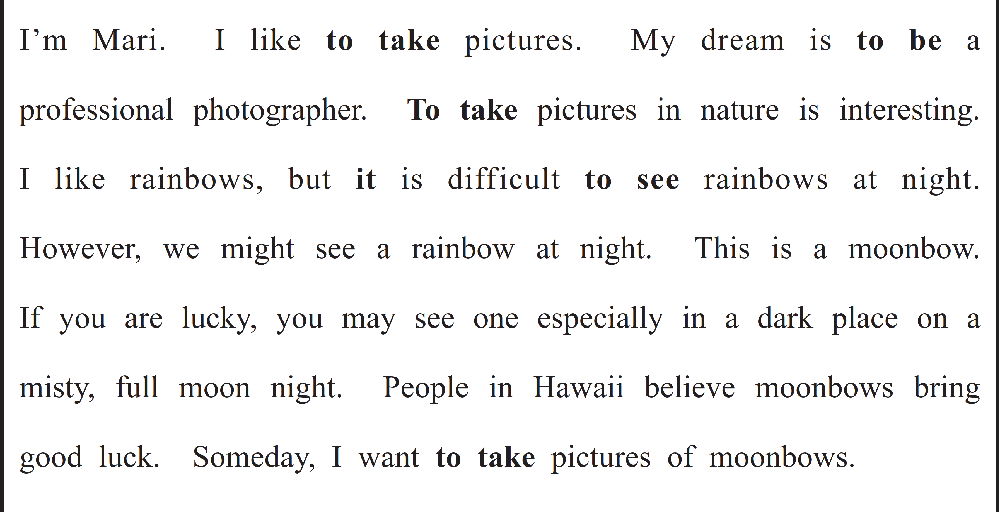 I’m Mari. I like to take pictures. My dream is to be a
professional photographer. To take pictures in nature is interesting.
I like rainbows, but it is difficult to see rainbows at night.
However, we might see a rainbow at night. This is a moonbow.
If you are lucky, you may see one especially in a dark place on a
misty, full moon night. People in Hawaii believe moonbows bring
good luck. Someday, I want to take pictures of moonbows.